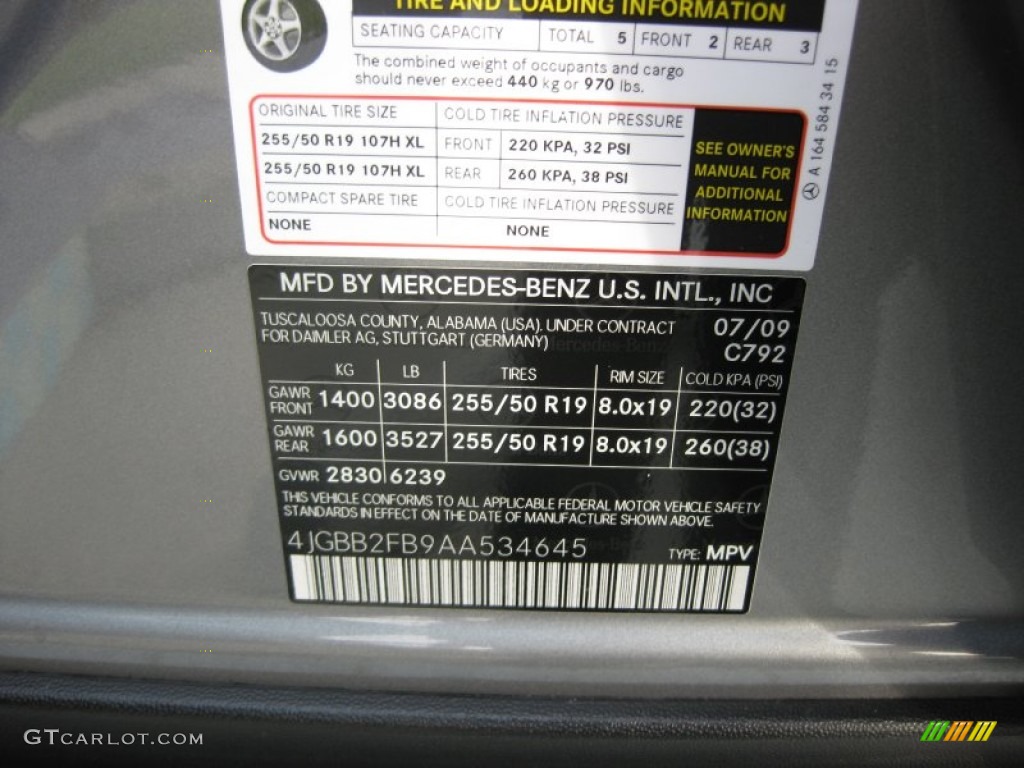 TIRE AND LOADING INFORMATION
SEATING CAPACITY TOTAL 5 FRONT 2 REAR 3
The combined weight of occupants and cargo
should never exceed 440 kg or 970 lbs.
ORIGINAL TIRE SIZE COLD TIRE INFLATION PRESSURE
255/50 R19 107H XL FRONT 220 KPA, 32 PSI
255/50 R19 107H XL REAR 260 KPA, 38 PSI
COMPACT SPARE TIRE COLD TIRE INFLATION PRESSURE
NONE NONE
SEE OWNER'S
MANUAL FOR
ADDITIONAL
INFORMATION
A 164 584 34 15
MFD BY MERCEDES-BENZ U.S. INTL., INC
TUSCALOOSA COUNTY, ALABAMA (USA). UNDER CONTRACT 07/09
FOR DAIMLER AG, STUTTGART (GERMANY) C792
KG LB TIRES RIM SIZE COLD KPA (PSI)
GAWR FRONT 1400 3086 255/50 R19 8.0x19 220(32)
GAWR REAR 1600 3527 255/50 R19 8.0x19 260(38)
GVWR 2830 6239
THIS VEHICLE CONFORMS TO ALL APPLICABLE FEDERAL MOTOR VEHICLE SAFETY
STANDARDS IN EFFECT ON THE DATE OF MANUFACTURE SHOWN ABOVE.
4JGBB2FB9AA534645 TYPE: MPV
GTCARLOT.COM